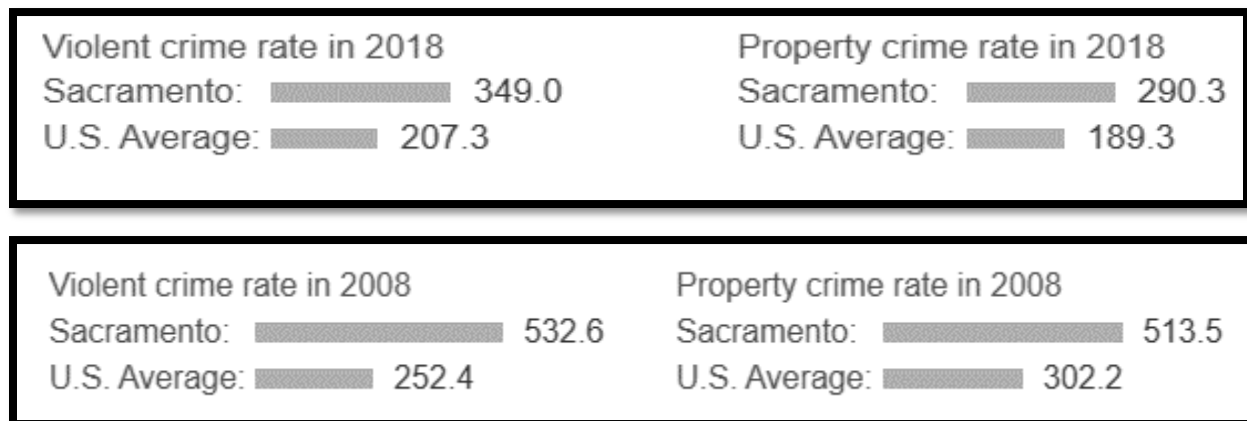 Violent crime rate in 2018
Sacramento: 349.0
U.S. Average: 207.3
Property crime rate in 2018
Sacramento: 290.3
U.S. Average: 189.3
Violent crime rate in 2008
Sacramento: 532.6
U.S. Average: 252.4
Property crime rate in 2008
Sacramento: 513.5
U.S. Average: 302.2